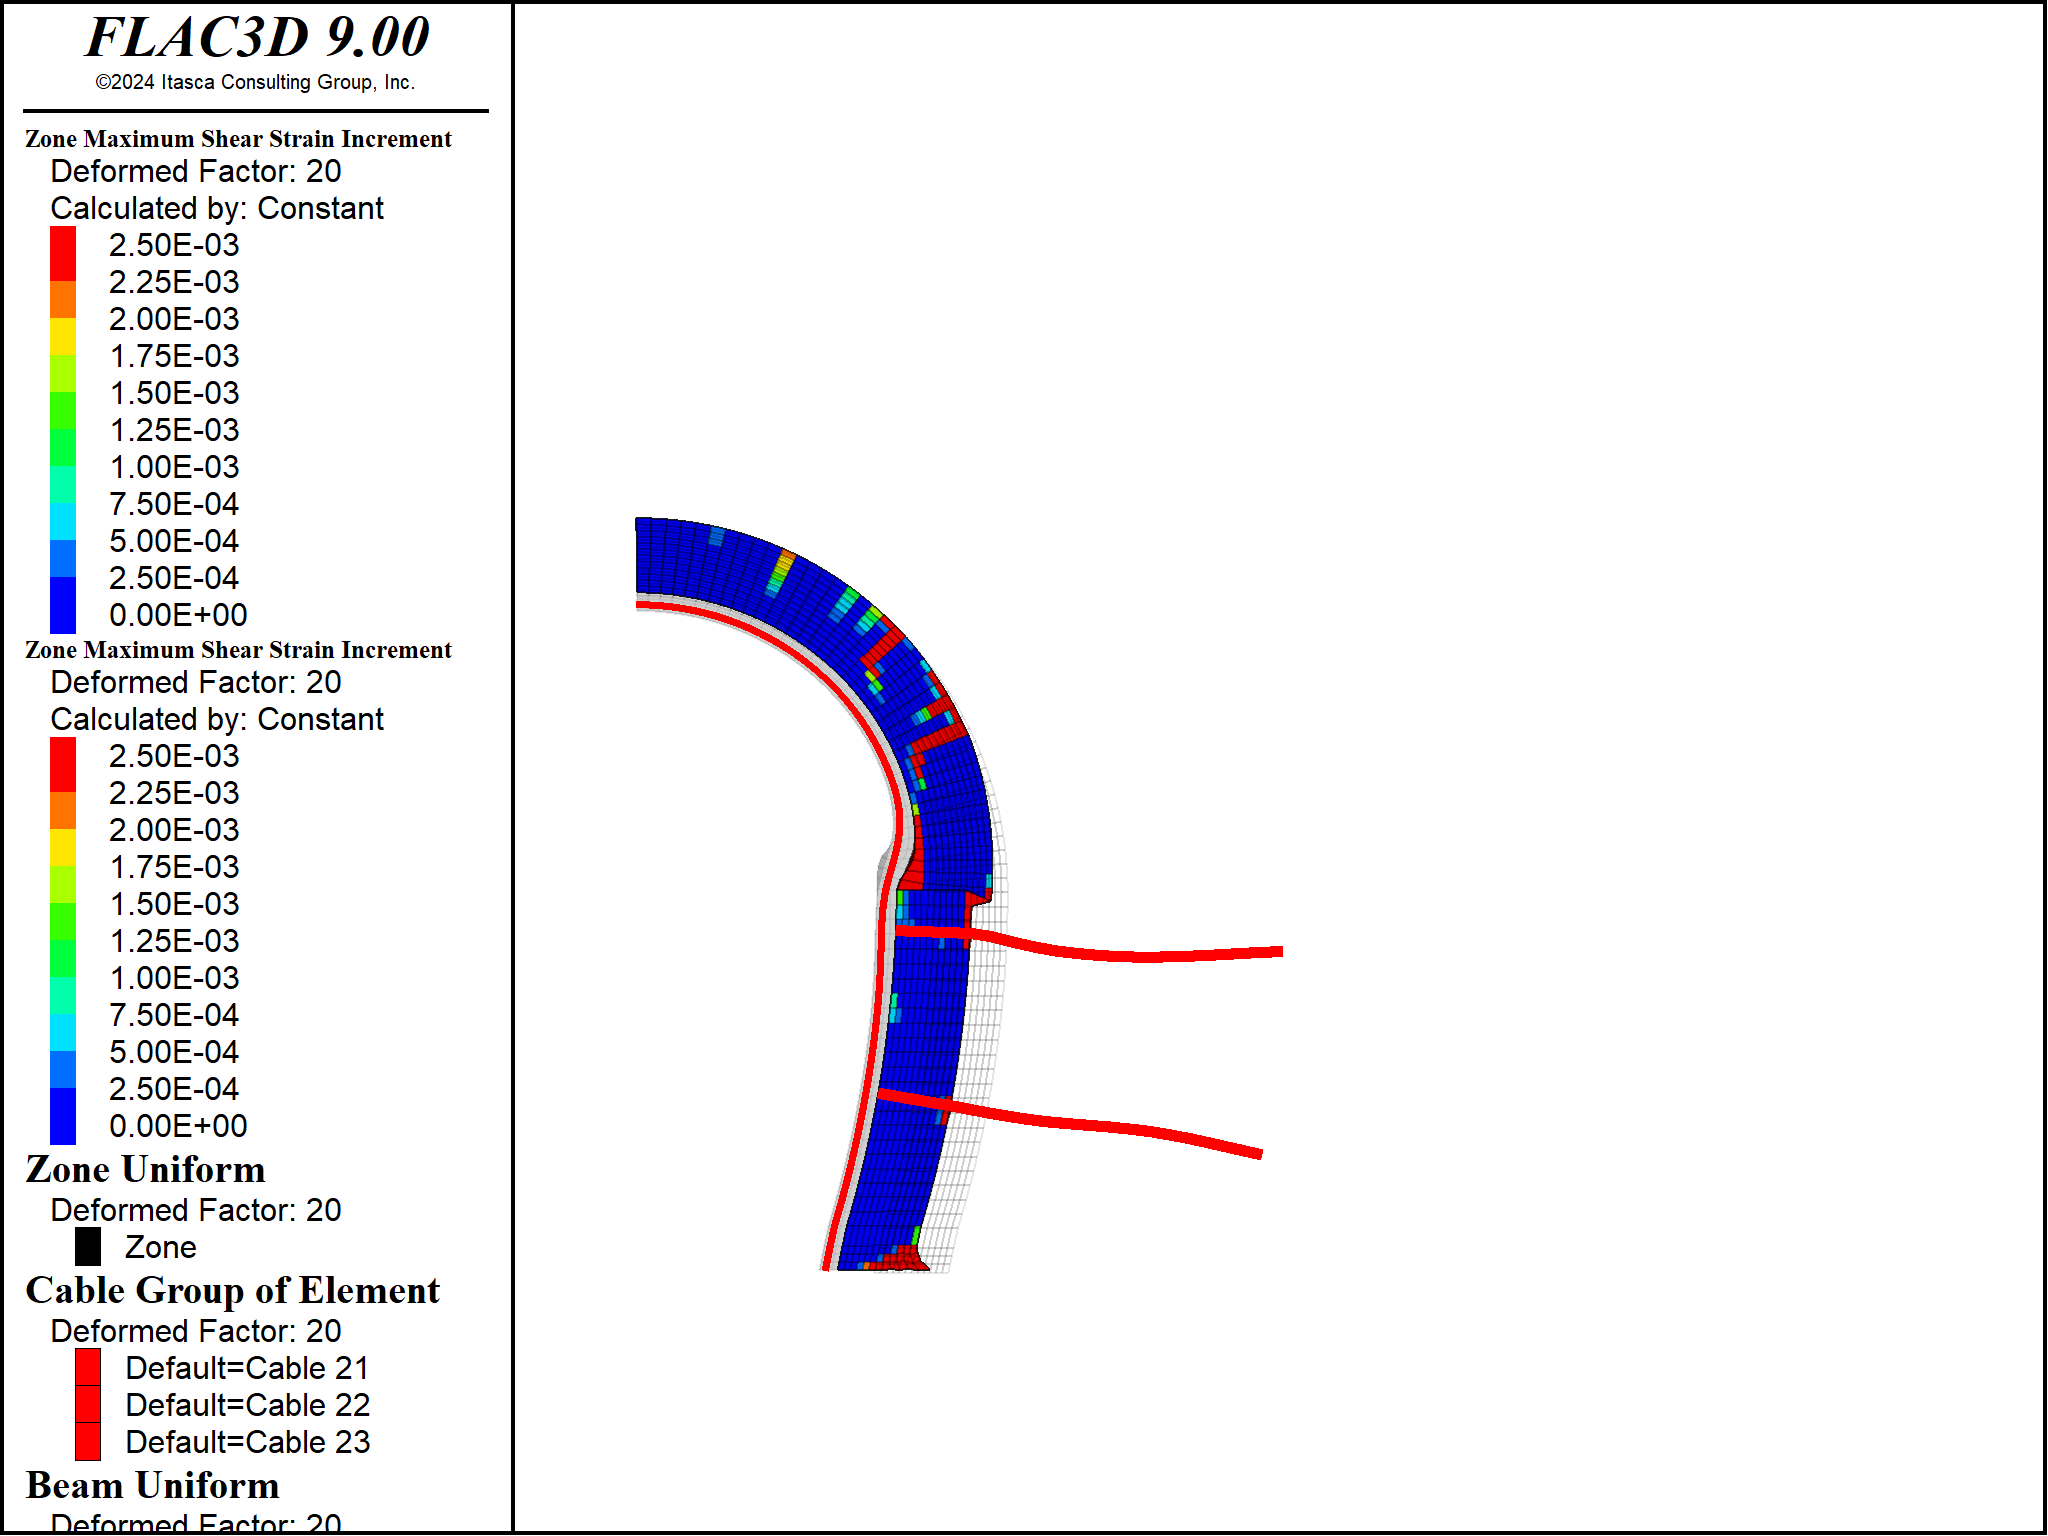 FLAC3D 9.00
©2024 Itasca Consulting Group, Inc.
Zone Maximum Shear Strain Increment
Deformed Factor: 20
Calculated by: Constant
2.50E-03
2.25E-03
2.00E-03
1.75E-03
1.50E-03
1.25E-03
1.00E-03
7.50E-04
5.00E-04
2.50E-04
0.00E+00
Zone Maximum Shear Strain Increment
Deformed Factor: 20
Calculated by: Constant
2.50E-03
2.25E-03
2.00E-03
1.75E-03
1.50E-03
1.25E-03
1.00E-03
7.50E-04
5.00E-04
2.50E-04
0.00E+00
Zone Uniform
Deformed Factor: 20
Zone
Cable Group of Element
Deformed Factor: 20
Default=Cable 21
Default=Cable 22
Default=Cable 23
Beam Uniform
Deformed Factor: 20